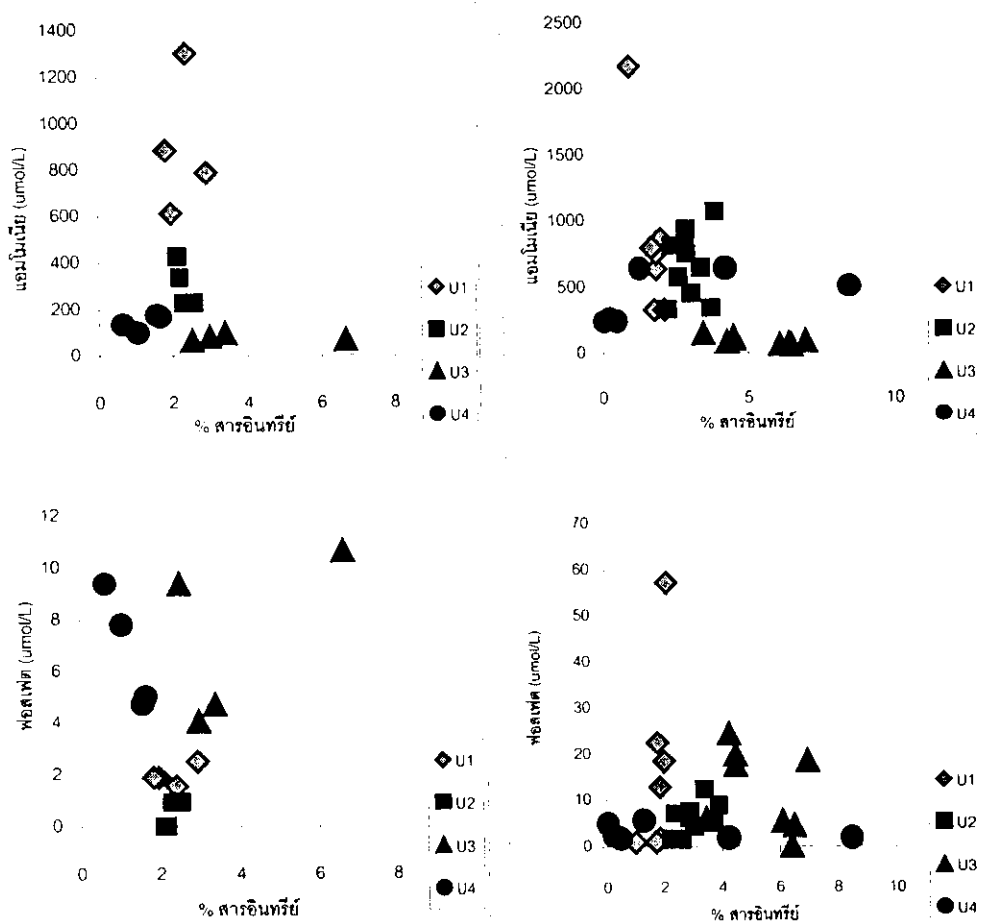 1400
1200
1000
800
600
400
200
0
แอมโมเนีย (umol/L)
0 2 4 6 8
% สารอินทรีย์
U1
U2
U3
U4
2500
2000
1500
1000
500
0
แอมโมเนีย (umol/L)
0 5 10
% สารอินทรีย์
U1
U2
U3
U4
12
10
8
6
4
2
0
ฟอสเฟต (umol/L)
0 2 4 6 8
% สารอินทรีย์
U1
U2
U3
U4
70
60
50
40
30
20
10
0
ฟอสเฟต (umol/L)
0 2 4 6 8 10
% สารอินทรีย์
U1
U2
U3
U4